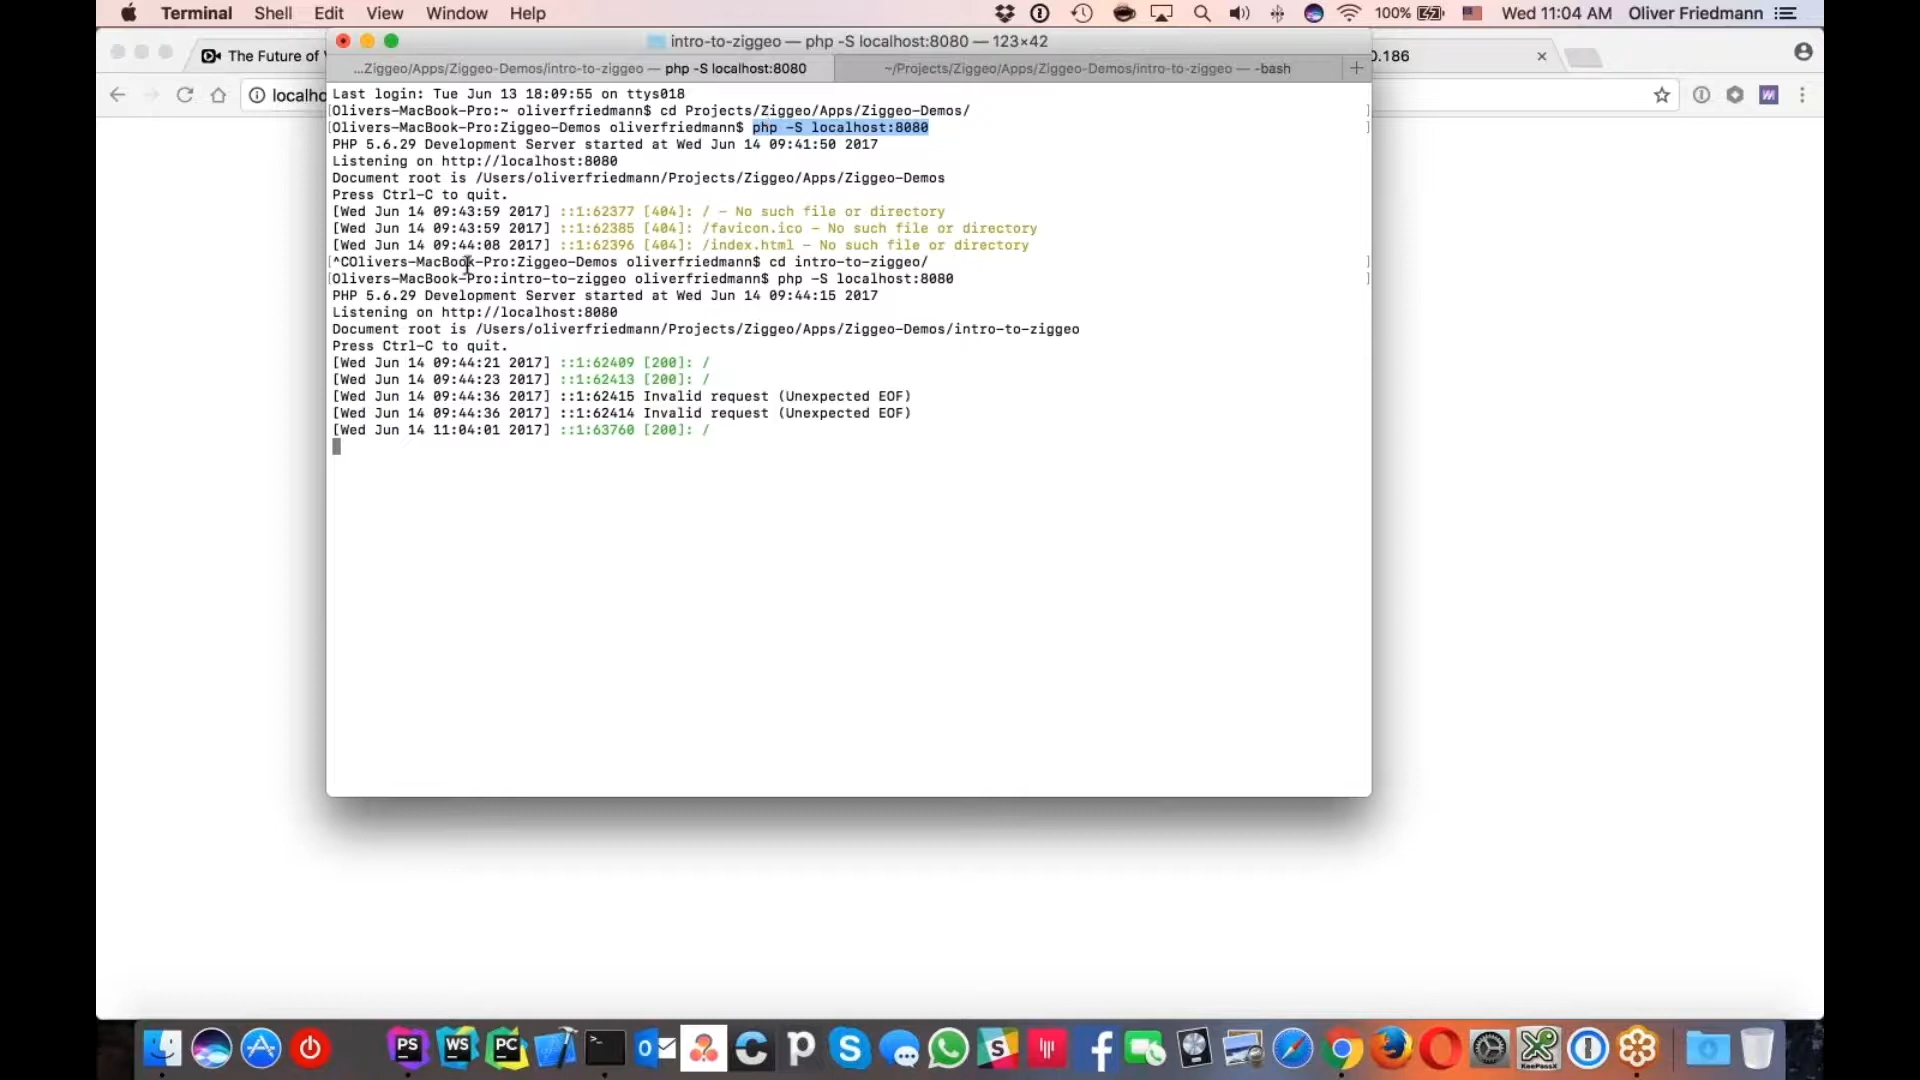 Terminal Shell Edit View Window Help 100% Wed 11:04 AM Oliver Friedmann
intro-to-ziggeo — php -S localhost:8080 — 123×42
The Future of
0.186
...Ziggeo/Apps/Ziggeo-Demos/intro-to-ziggeo — php -S localhost:8080
~/Projects/Ziggeo/Apps/Ziggeo-Demos/intro-to-ziggeo — -bash
localho
Last login: Tue Jun 13 18:09:55 on ttys018
[Olivers-MacBook-Pro:~ oliverfriedmann$ cd Projects/Ziggeo/Apps/Ziggeo-Demos/ ]
[Olivers-MacBook-Pro:Ziggeo-Demos oliverfriedmann$ php -S localhost:8080 ]
PHP 5.6.29 Development Server started at Wed Jun 14 09:41:50 2017
Listening on http://localhost:8080
Document root is /Users/oliverfriedmann/Projects/Ziggeo/Apps/Ziggeo-Demos
Press Ctrl-C to quit.
[Wed Jun 14 09:43:59 2017] ::1:62377 [404]: / - No such file or directory
[Wed Jun 14 09:43:59 2017] ::1:62385 [404]: /favicon.ico - No such file or directory
[Wed Jun 14 09:44:08 2017] ::1:62396 [404]: /index.html - No such file or directory
[^COlivers-MacBook-Pro:Ziggeo-Demos oliverfriedmann$ cd intro-to-ziggeo/ ]
[Olivers-MacBook-Pro:intro-to-ziggeo oliverfriedmann$ php -S localhost:8080 ]
PHP 5.6.29 Development Server started at Wed Jun 14 09:44:15 2017
Listening on http://localhost:8080
Document root is /Users/oliverfriedmann/Projects/Ziggeo/Apps/Ziggeo-Demos/intro-to-ziggeo
Press Ctrl-C to quit.
[Wed Jun 14 09:44:21 2017] ::1:62409 [200]: /
[Wed Jun 14 09:44:23 2017] ::1:62413 [200]: /
[Wed Jun 14 09:44:36 2017] ::1:62415 Invalid request (Unexpected EOF)
[Wed Jun 14 09:44:36 2017] ::1:62414 Invalid request (Unexpected EOF)
[Wed Jun 14 11:04:01 2017] ::1:63760 [200]: /
PS WS PC KeePassX